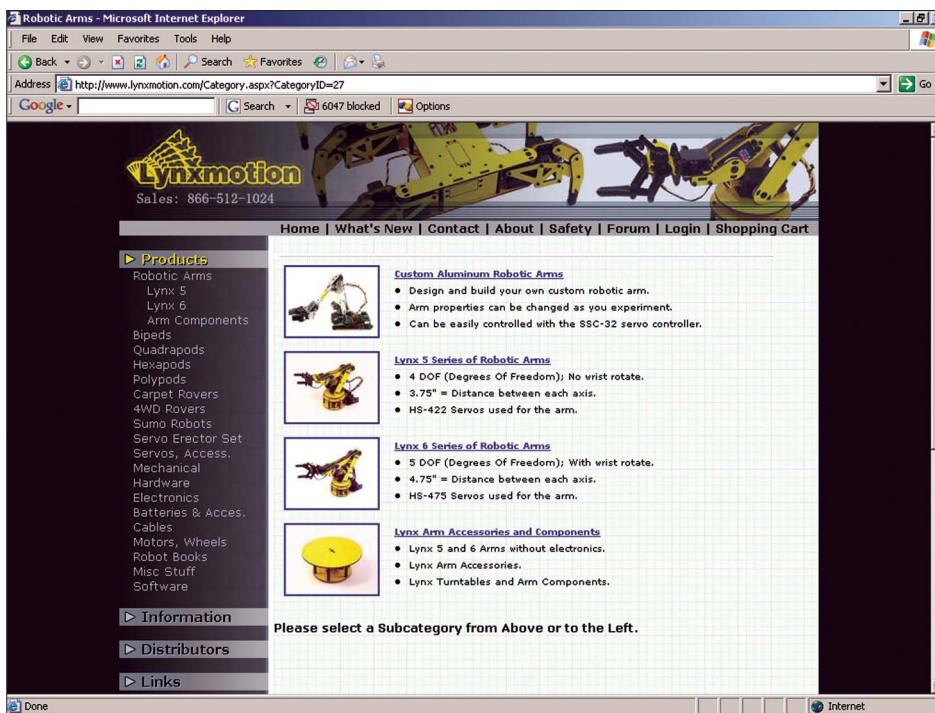 Robotic Arms - Microsoft Internet Explorer
File Edit View Favorites Tools Help
Back Search Favorites
Address http://www.lynxmotion.com/Category.aspx?CategoryID=27 Go
Google Search 6047 blocked Options
Lynxmotion
Sales: 866-512-1024
Home | What's New | Contact | About | Safety | Forum | Login | Shopping Cart
Products
Robotic Arms
Lynx 5
Lynx 6
Arm Components
Bipeds
Quadrapods
Hexapods
Polypods
Carpet Rovers
4WD Rovers
Sumo Robots
Servo Erector Set
Servos, Access.
Mechanical
Hardware
Electronics
Batteries & Acces.
Cables
Motors, Wheels
Robot Books
Misc Stuff
Software
Information
Distributors
Links
Custom Aluminum Robotic Arms
• Design and build your own custom robotic arm.
• Arm properties can be changed as you experiment.
• Can be easily controlled with the SSC-32 servo controller.
Lynx 5 Series of Robotic Arms
• 4 DOF (Degrees Of Freedom); No wrist rotate.
• 3.75" = Distance between each axis.
• HS-422 Servos used for the arm.
Lynx 6 Series of Robotic Arms
• 5 DOF (Degrees Of Freedom); With wrist rotate.
• 4.75" = Distance between each axis.
• HS-475 Servos used for the arm.
Lynx Arm Accessories and Components
• Lynx 5 and 6 Arms without electronics.
• Lynx Arm Accessories.
• Lynx Turntables and Arm Components.
Please select a Subcategory from Above or to the Left.
Done Internet